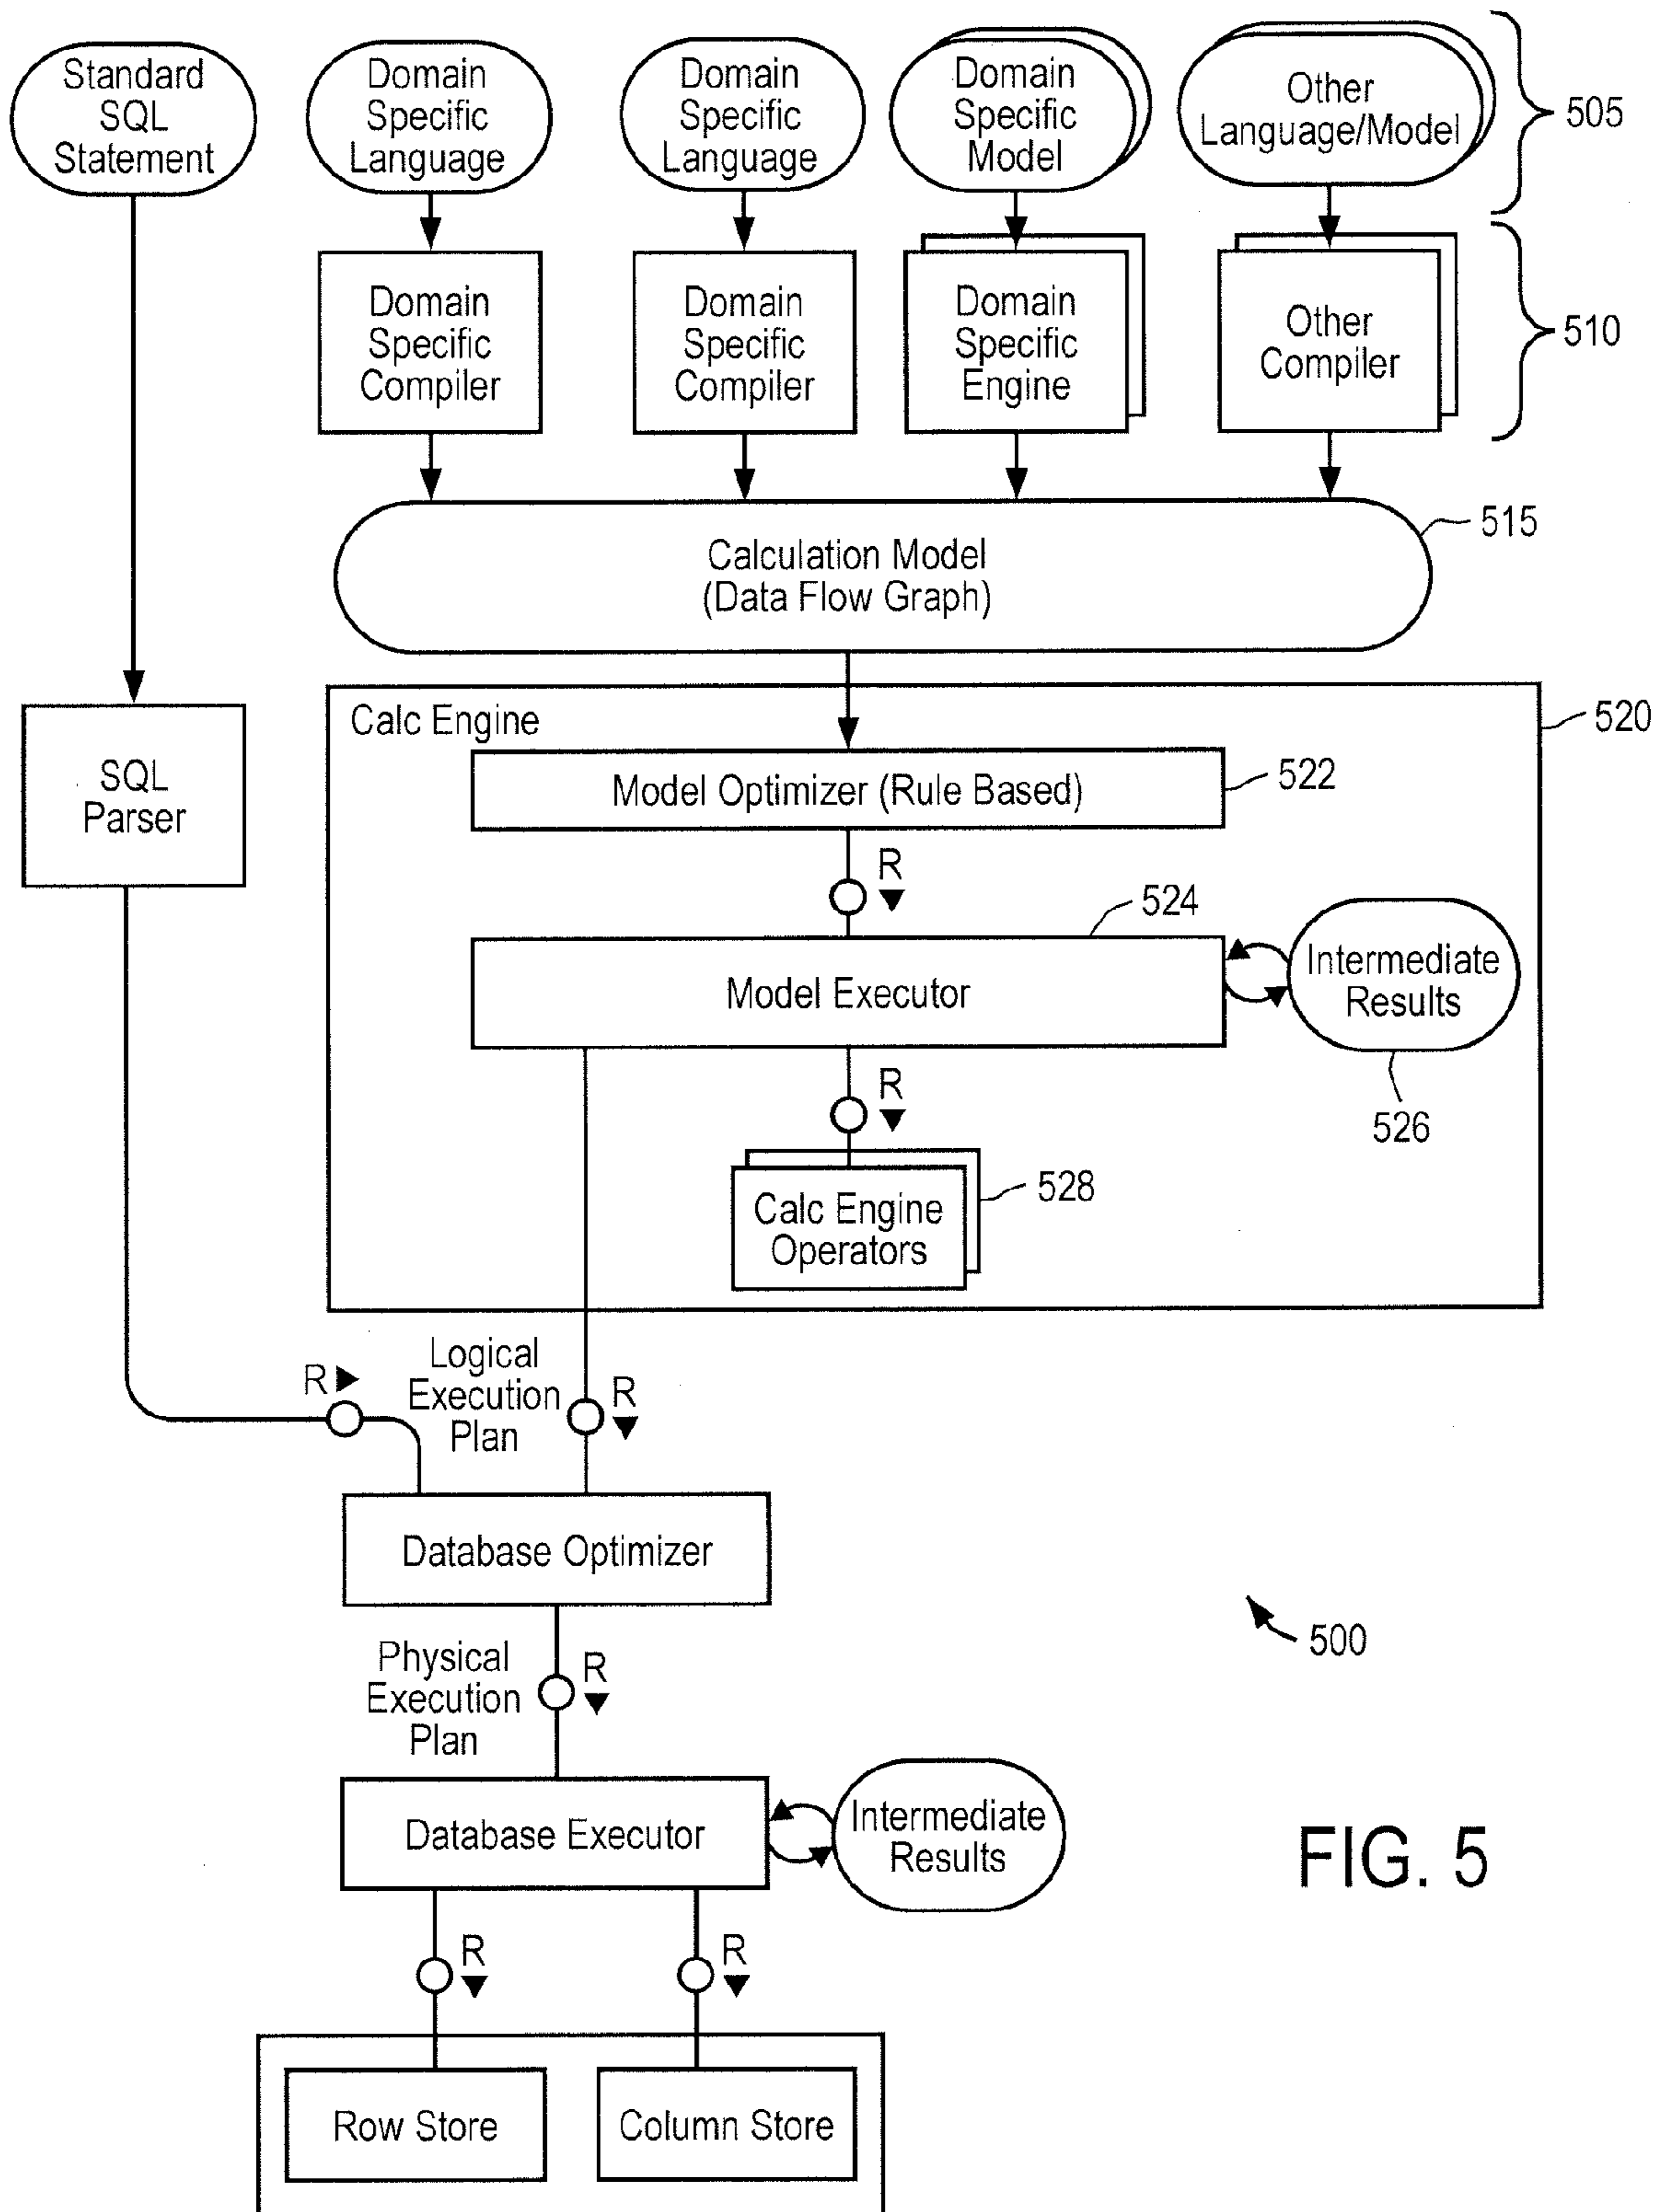 Standard
SQL
Statement
Domain
Specific
Language
Domain
Specific
Language
Domain
Specific
Model
Other
Language/Model
505
Domain
Specific
Compiler
Domain
Specific
Compiler
Domain
Specific
Engine
Other
Compiler
510
Calculation Model
(Data Flow Graph)
515
SQL
Parser
Calc Engine
520
Model Optimizer (Rule Based)
522
R
524
Model Executor
Intermediate
Results
526
R
Calc Engine
Operators
528
R
Logical
Execution
Plan
R
Database Optimizer
500
Physical
Execution
Plan
R
Database Executor
Intermediate
Results
FIG. 5
R
R
Row Store
Column Store